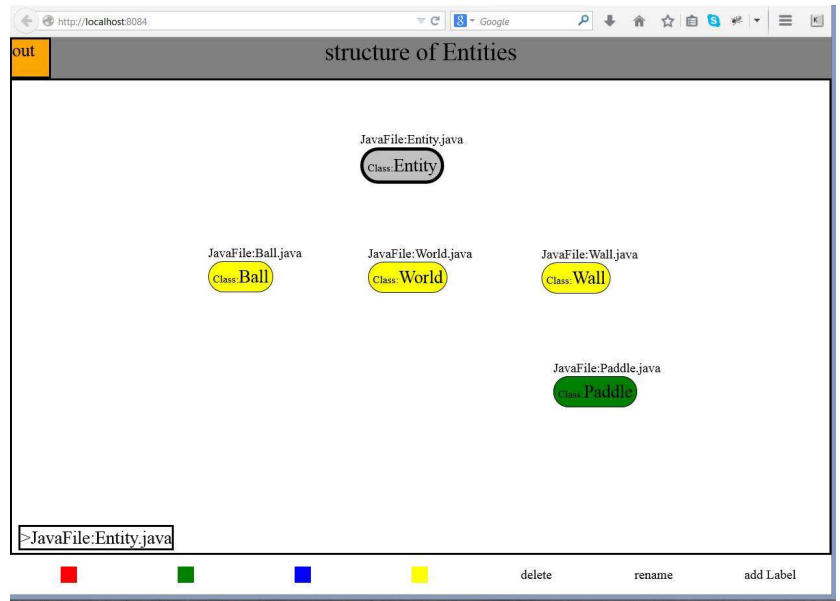 http://localhost:8084
Google
out
structure of Entities
JavaFile:Entity.java
Class:Entity
JavaFile:Ball.java
JavaFile:World.java
JavaFile:Wall.java
Class:Ball
Class:World
Class:Wall
JavaFile:Paddle.java
Class:Paddle
>JavaFile:Entity.java
delete
rename
add Label